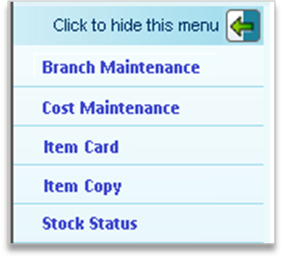 Click to hide this menu
Branch Maintenance
Cost Maintenance
Item Card
Item Copy
Stock Status